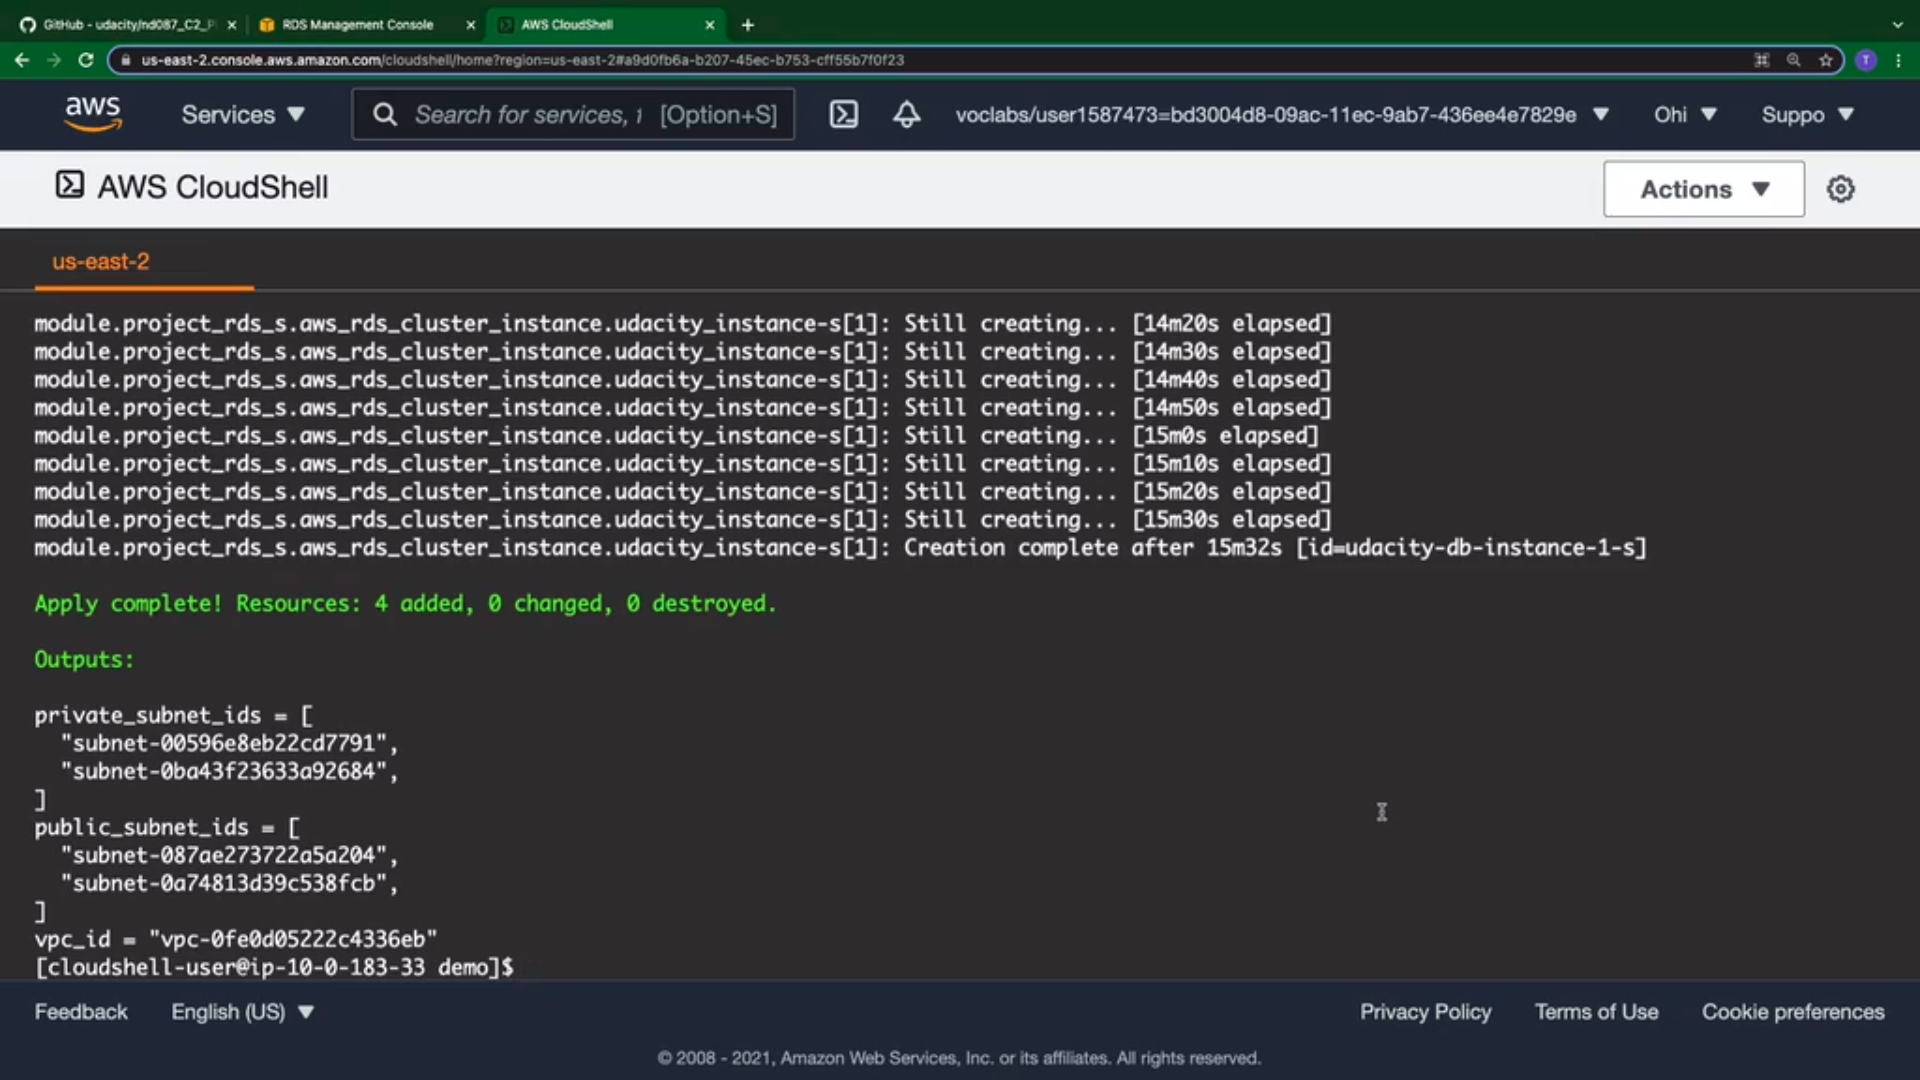 GitHub - udacity/nd087_C2_P
RDS Management Console
AWS CloudShell
us-east-2.console.aws.amazon.com/cloudshell/home?region=us-east-2#a9d0fb6a-b207-45ec-b753-cff55b7f0f23
T
aws
Services
Search for services, f
[Option+S]
voclabs/user1587473=bd3004d8-09ac-11ec-9ab7-436ee4e7829e
Ohi
Suppo
AWS CloudShell
Actions
us-east-2
module.project_rds_s.aws_rds_cluster_instance.udacity_instance-s[1]: Still creating... [14m20s elapsed]
module.project_rds_s.aws_rds_cluster_instance.udacity_instance-s[1]: Still creating... [14m30s elapsed]
module.project_rds_s.aws_rds_cluster_instance.udacity_instance-s[1]: Still creating... [14m40s elapsed]
module.project_rds_s.aws_rds_cluster_instance.udacity_instance-s[1]: Still creating... [14m50s elapsed]
module.project_rds_s.aws_rds_cluster_instance.udacity_instance-s[1]: Still creating... [15m0s elapsed]
module.project_rds_s.aws_rds_cluster_instance.udacity_instance-s[1]: Still creating... [15m10s elapsed]
module.project_rds_s.aws_rds_cluster_instance.udacity_instance-s[1]: Still creating... [15m20s elapsed]
module.project_rds_s.aws_rds_cluster_instance.udacity_instance-s[1]: Still creating... [15m30s elapsed]
module.project_rds_s.aws_rds_cluster_instance.udacity_instance-s[1]: Creation complete after 15m32s [id=udacity-db-instance-1-s]
Apply complete! Resources: 4 added, 0 changed, 0 destroyed.
Outputs:
private_subnet_ids = [
"subnet-00596e8eb22cd7791",
"subnet-0ba43f23633a92684",
]
public_subnet_ids = [
"subnet-087ae273722a5a204",
"subnet-0a74813d39c538fcb",
]
vpc_id = "vpc-0fe0d05222c4336eb"
[cloudshell-user@ip-10-0-183-33 demo]$
Feedback
English (US)
Privacy Policy
Terms of Use
Cookie preferences
© 2008 - 2021, Amazon Web Services, Inc. or its affiliates. All rights reserved.